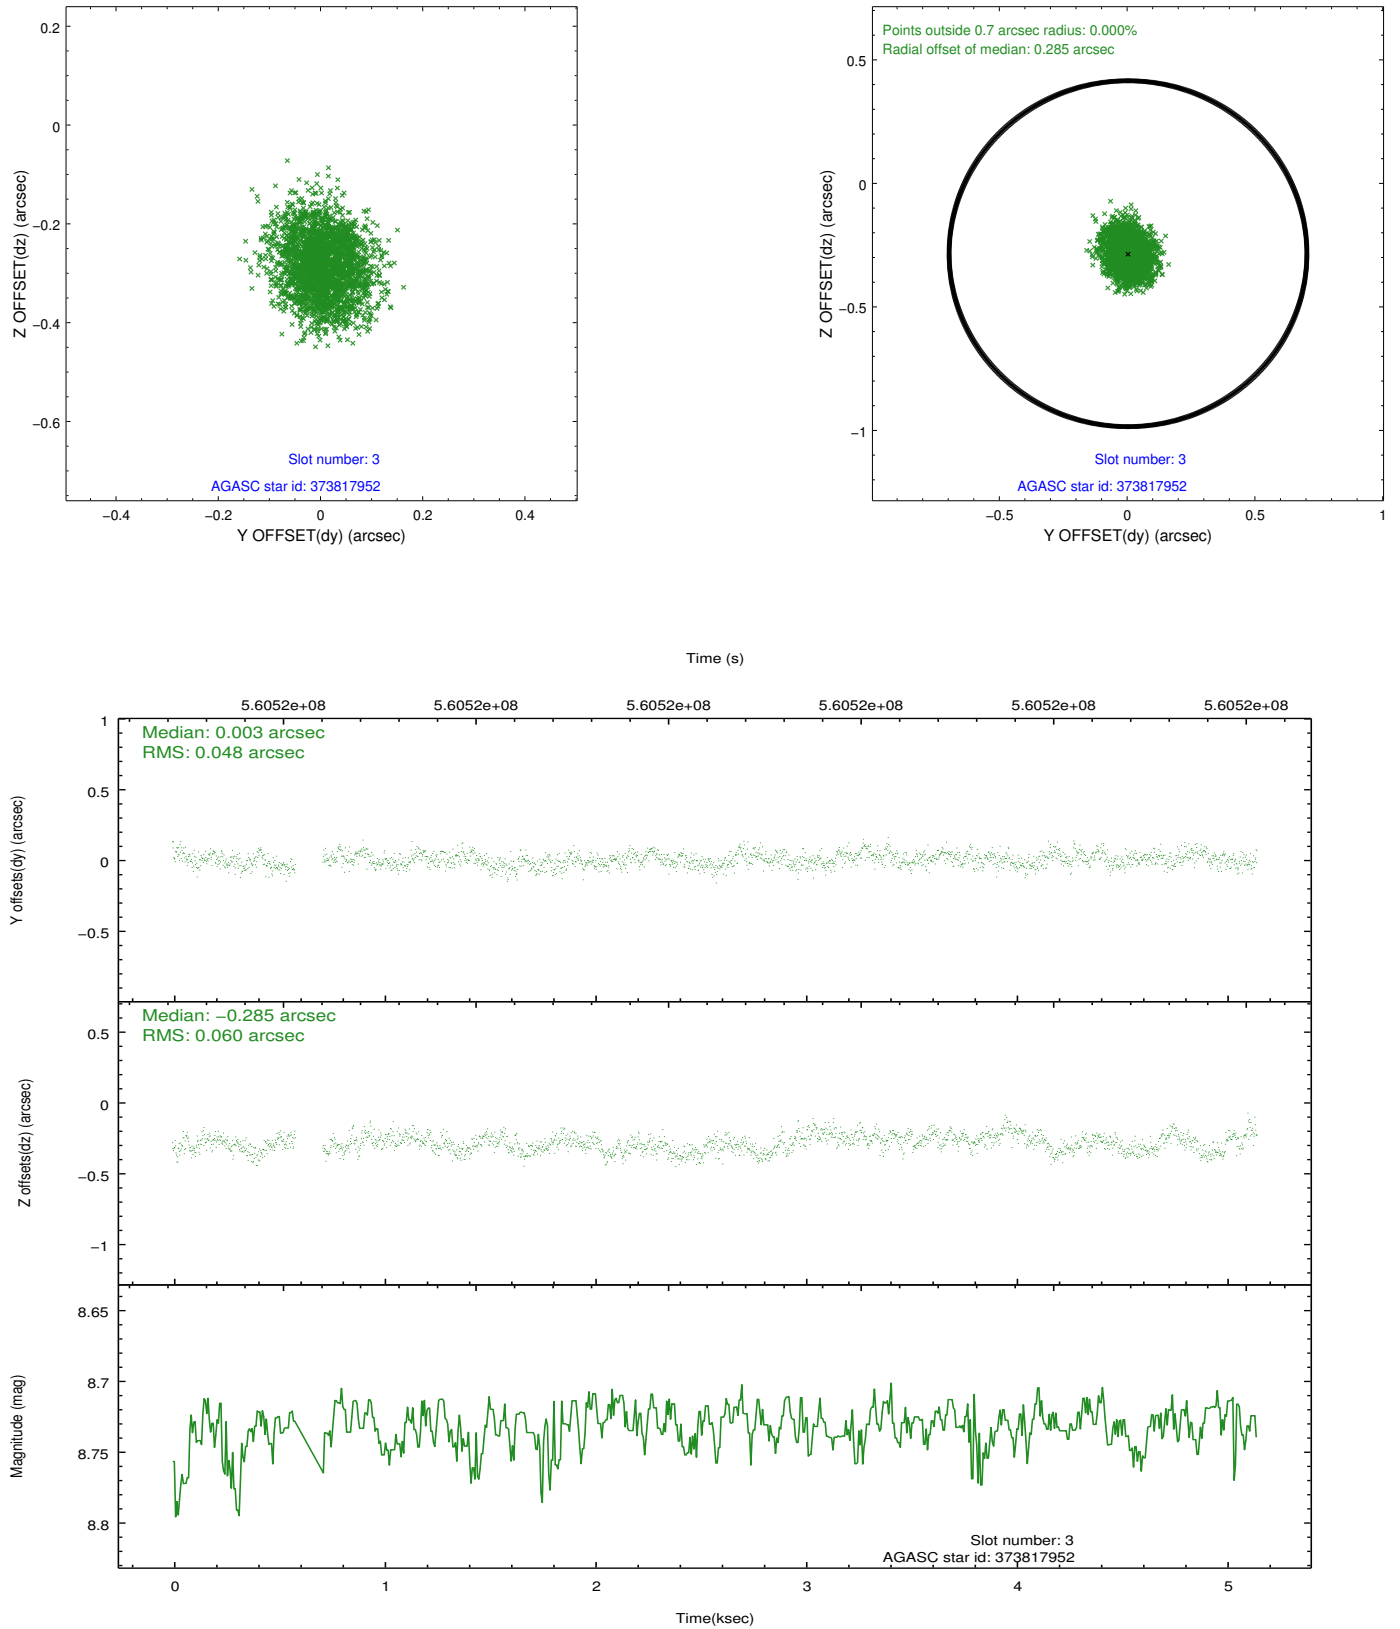 0.2
0
−0.2
−0.4
−0.6
Z OFFSET(dz) (arcsec)
Slot number: 3
AGASC star id: 373817952
−0.4 −0.2 0 0.2 0.4
Y OFFSET(dy) (arcsec)
Points outside 0.7 arcsec radius: 0.000%
Radial offset of median: 0.285 arcsec
0.5
0
−0.5
−1
Z OFFSET(dz) (arcsec)
Slot number: 3
AGASC star id: 373817952
−0.5 0 0.5 1
Y OFFSET(dy) (arcsec)
Time (s)
5.6052e+08 5.6052e+08 5.6052e+08 5.6052e+08 5.6052e+08 5.6052e+08
Median: 0.003 arcsec
RMS: 0.048 arcsec
1
0.5
0
−0.5
Y offsets(dy) (arcsec)
Median: −0.285 arcsec
RMS: 0.060 arcsec
0.5
0
−0.5
−1
Z offsets(dz) (arcsec)
8.65
8.7
8.75
8.8
Magnitude (mag)
Slot number: 3
AGASC star id: 373817952
0 1 2 3 4 5
Time(ksec)